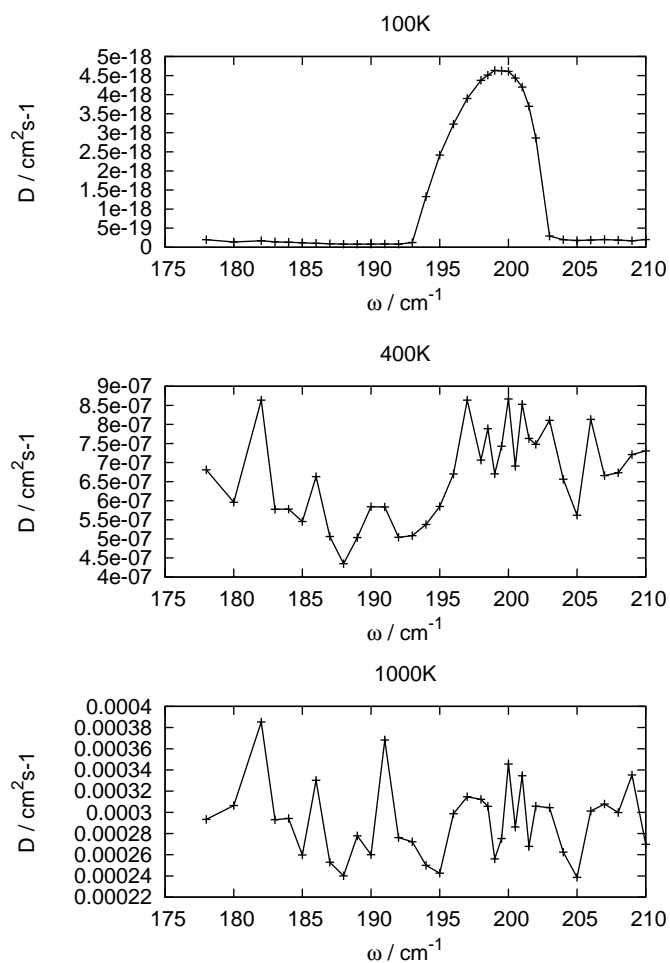 100K
5e-18
4.5e-18
4e-18
3.5e-18
3e-18
2.5e-18
2e-18
1.5e-18
1e-18
5e-19
0
D / cm²s-1
175 180 185 190 195 200 205 210
ω / cm⁻¹
400K
9e-07
8.5e-07
8e-07
7.5e-07
7e-07
6.5e-07
6e-07
5.5e-07
5e-07
4.5e-07
4e-07
D / cm²s-1
175 180 185 190 195 200 205 210
ω / cm⁻¹
1000K
0.0004
0.00038
0.00036
0.00034
0.00032
0.0003
0.00028
0.00026
0.00024
0.00022
D / cm²s-1
175 180 185 190 195 200 205 210
ω / cm⁻¹